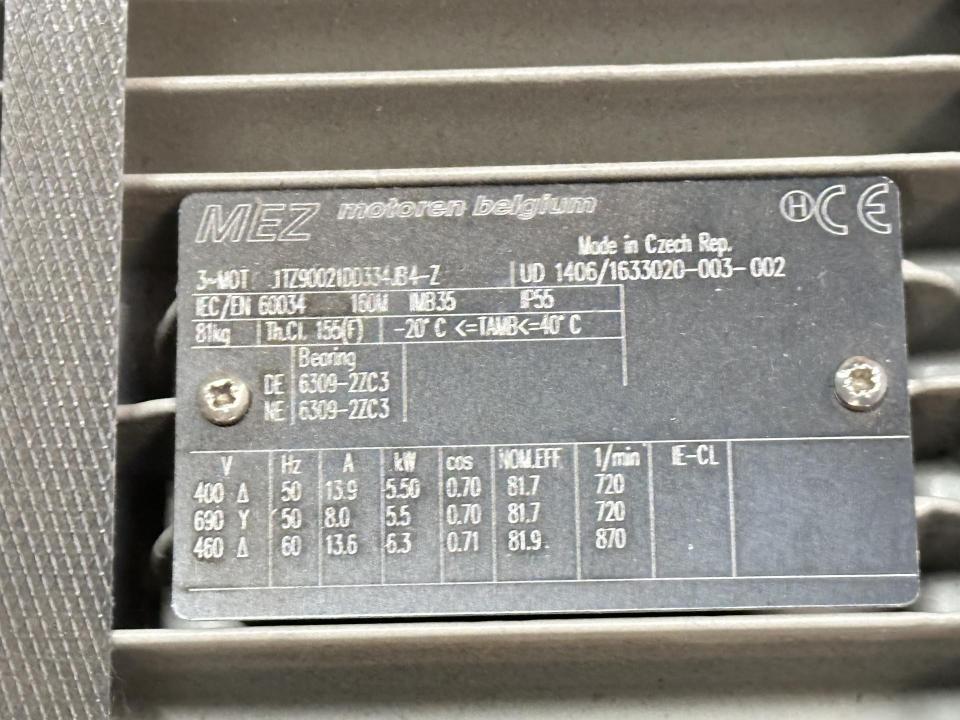 MEZ motoren belgium H CE
Made in Czech Rep.
3~MOT 1TZ90021DD334JB4-Z UD 1406/1633020-003-002
IEC/EN 60034 160M IMB35 IP55
81kg Th.Cl. 155(F) -20°C <=TAMB<=40°C
Bearing
DE 6309-2ZC3
NE 6309-2ZC3
V Hz A kW cos NOM.EFF 1/min IE-CL
400 Δ 50 13.9 5.50 0.70 81.7 720
690 Y 50 8.0 5.5 0.70 81.7 720
460 Δ 60 13.6 6.3 0.71 81.9 870